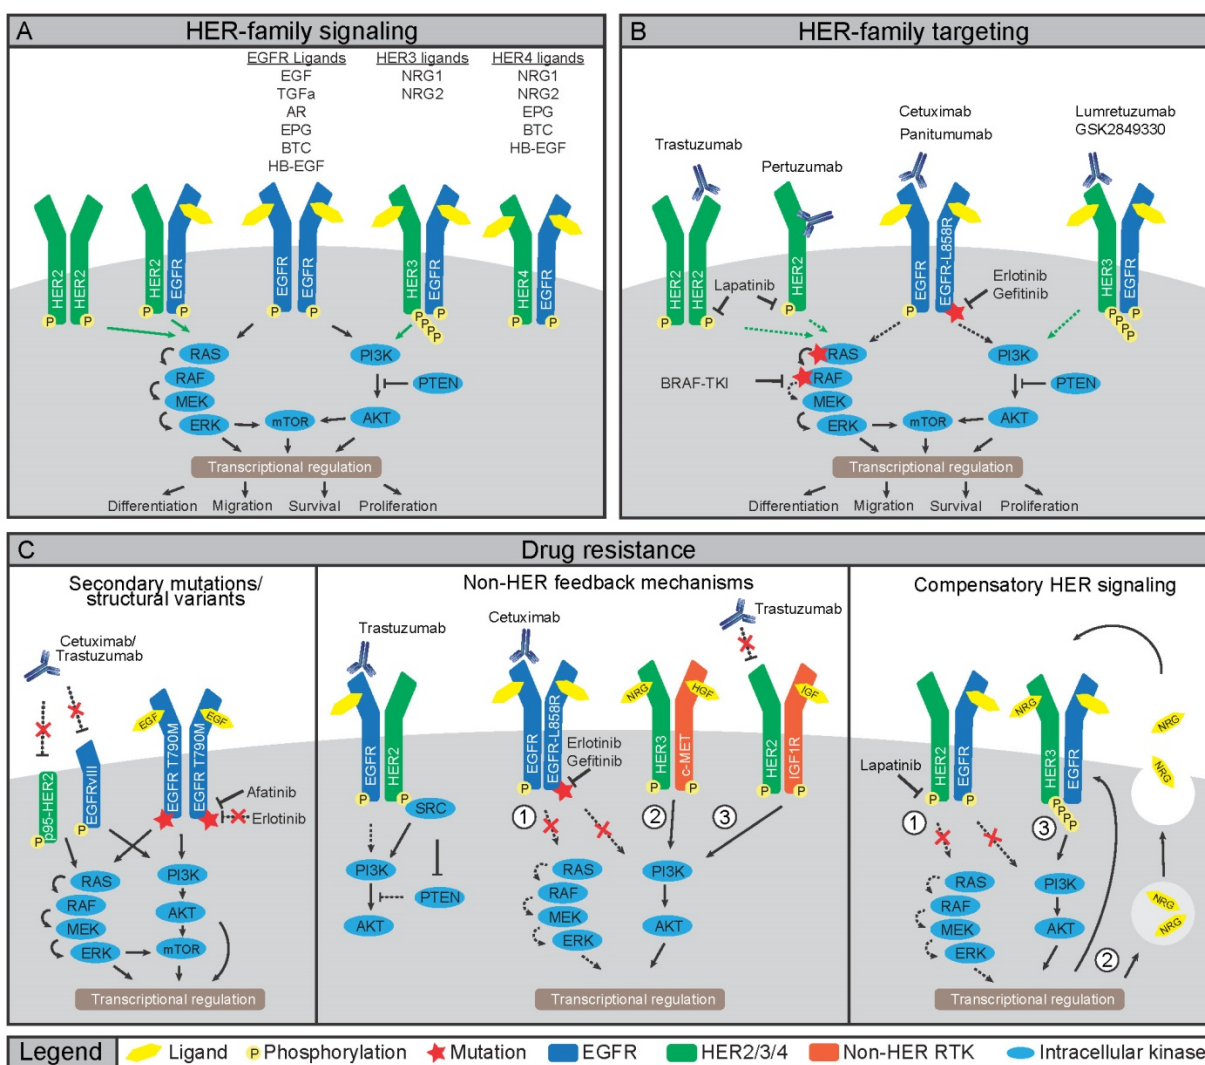 A
HER-family signaling
EGFR Ligands
EGF
TGFa
AR
EPG
BTC
HB-EGF
HER3 ligands
NRG1
NRG2
HER4 ligands
NRG1
NRG2
EPG
BTC
HB-EGF
HER2
HER2
HER2
EGFR
EGFR
EGFR
HER3
EGFR
HER4
EGFR
P
P
P
P
P
P
P
P
P
P
P
P
RAS
RAF
MEK
ERK
mTOR
PI3K
PTEN
AKT
Transcriptional regulation
Differentiation
Migration
Survival
Proliferation
B
HER-family targeting
Trastuzumab
Pertuzumab
Cetuximab
Panitumumab
Lumretuzumab
GSK2849330
HER2
HER2
HER2
EGFR
EGFR-L858R
HER3
EGFR
Lapatinib
Erlotinib
Gefitinib
P
P
P
P
P
P
P
P
P
RAS
RAF
MEK
ERK
BRAF-TKI
mTOR
PI3K
PTEN
AKT
Transcriptional regulation
Differentiation
Migration
Survival
Proliferation
C
Drug resistance
Secondary mutations/
structural variants
Cetuximab/
Trastuzumab
EGF
EGF
p95-HER2
EGFRvIII
EGFR T790M
EGFR T790M
P
P
Afatinib
Erlotinib
RAS
RAF
MEK
ERK
PI3K
AKT
mTOR
Transcriptional regulation
Non-HER feedback mechanisms
Trastuzumab
EGFR
HER2
P
P
SRC
PI3K
PTEN
AKT
Cetuximab
EGFR
EGFR-L858R
P
Erlotinib
Gefitinib
1
NRG
HGF
HER3
c-MET
P
P
2
Trastuzumab
IGF
HER2
IGF1R
P
P
3
RAS
RAF
MEK
ERK
PI3K
AKT
Transcriptional regulation
Compensatory HER signaling
HER2
EGFR
Lapatinib
P
P
1
NRG
HER3
EGFR
P
P
P
P
3
RAS
RAF
MEK
ERK
PI3K
AKT
2
NRG
NRG
NRG
NRG
Transcriptional regulation
Legend
Ligand
P
Phosphorylation
Mutation
EGFR
HER2/3/4
Non-HER RTK
Intracellular kinase